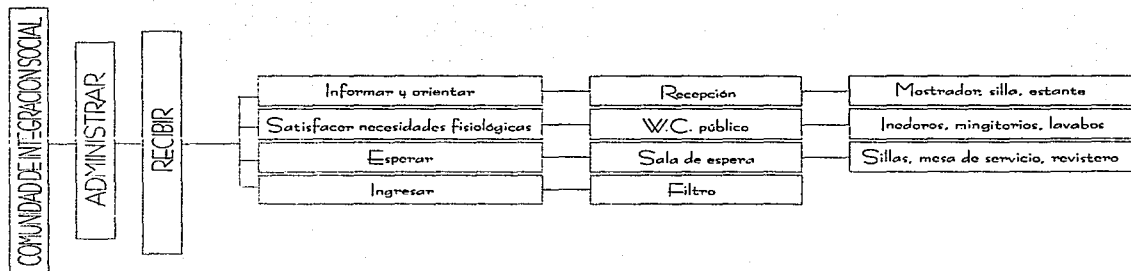 COMUNIDAD DE INTEGRACION SOCIAL
ADMINISTRAR
RECIBIR
Informar y orientar
Recepción
Mostrador, silla, estante
Satisfacer necesidades fisiológicas
W.C. público
Inodoros, mingitorios, lavabos
Esperar
Sala de espera
Sillas, mesa de servicio, revistero
Ingresar
Filtro